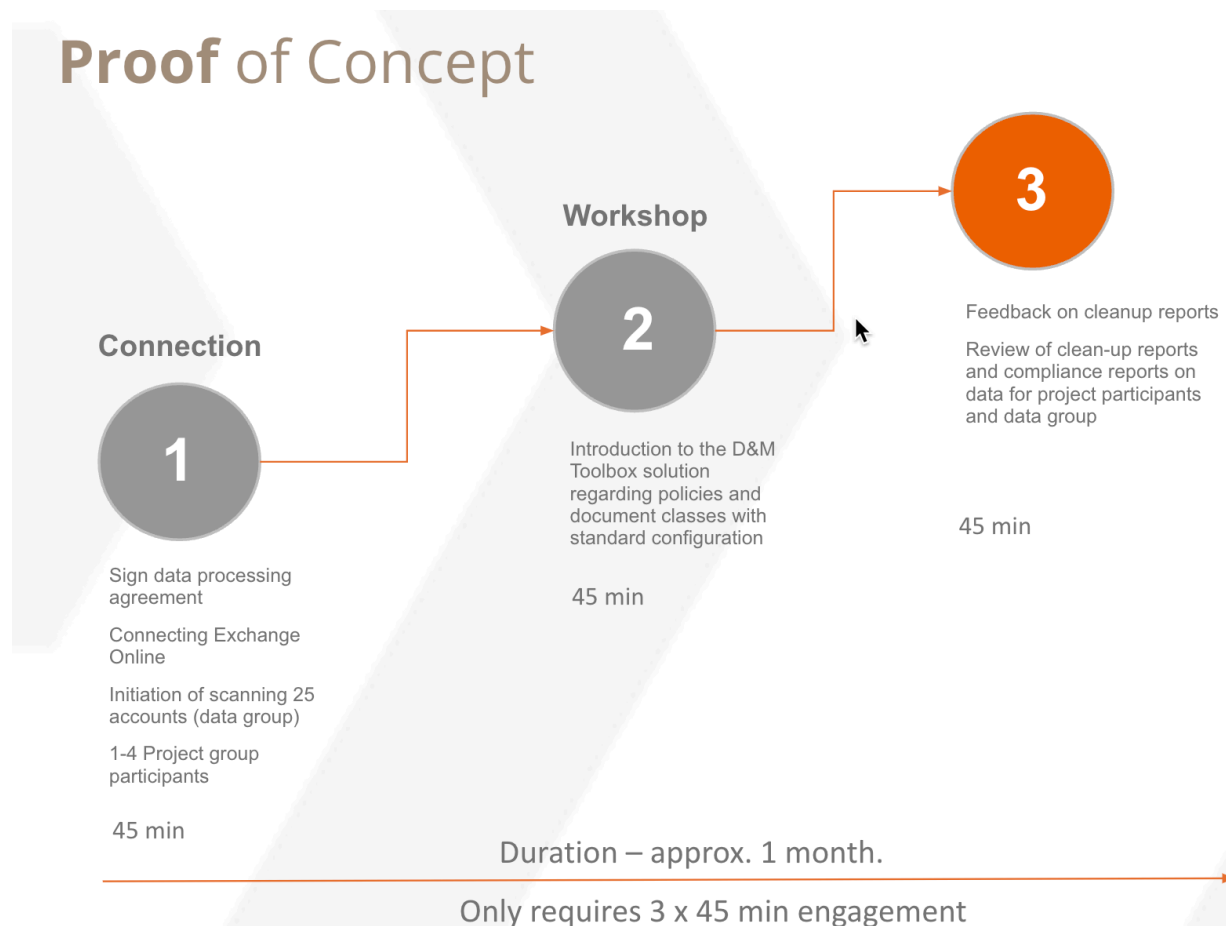 Proof of Concept
Connection
1
Sign data processing
agreement
Connecting Exchange
Online
Initiation of scanning 25
accounts (data group)
1-4 Project group
participants
45 min
Workshop
2
Introduction to the D&M
Toolbox solution
regarding policies and
document classes with
standard configuration
45 min
3
Feedback on cleanup reports
Review of clean-up reports
and compliance reports on
data for project participants
and data group
45 min
Duration – approx. 1 month.
Only requires 3 x 45 min engagement